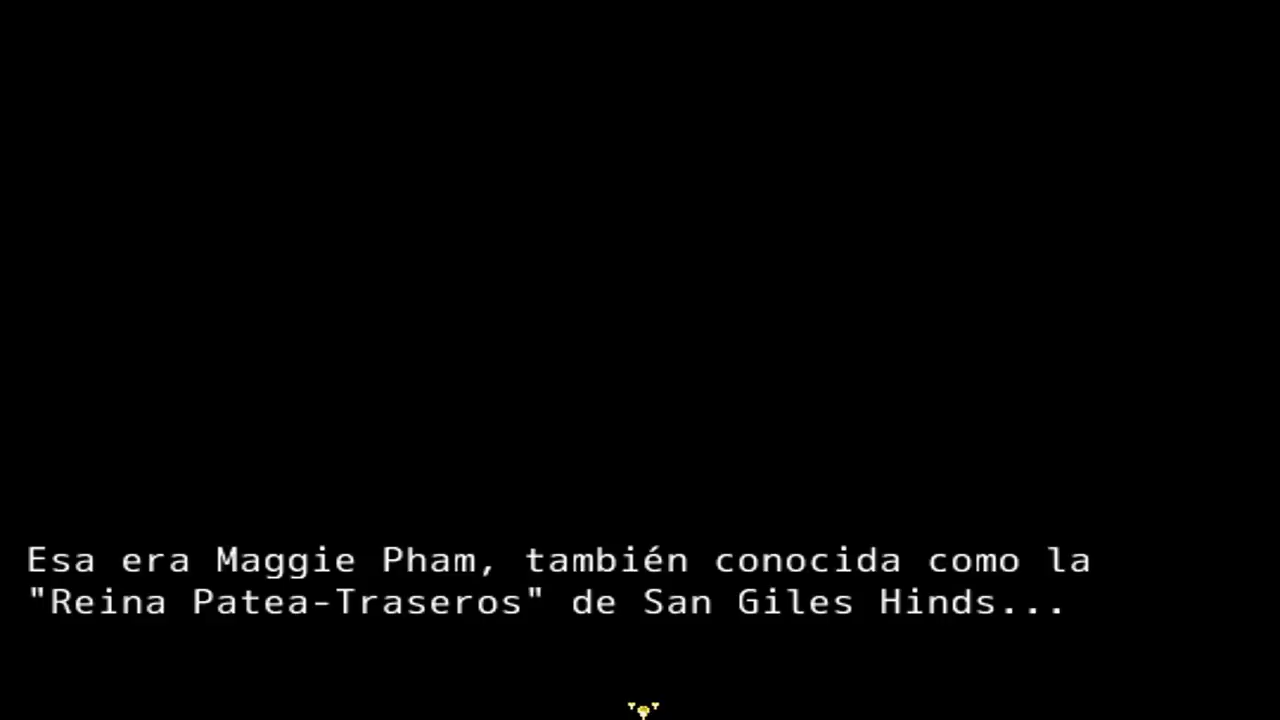 Esa era Maggie Pham, también conocida como la
"Reina Patea-Traseros" de San Giles Hinds...